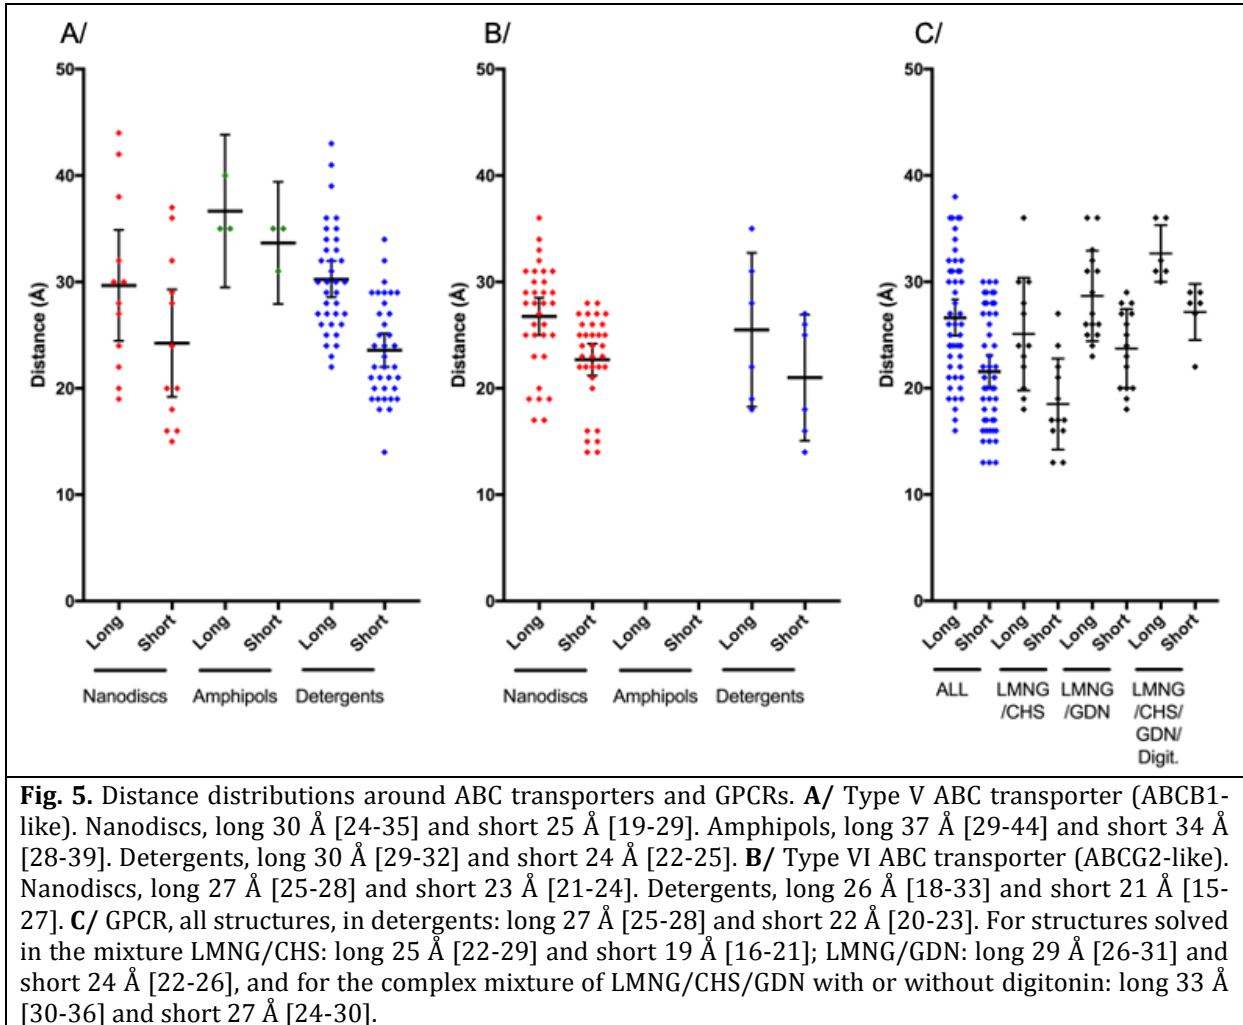 A/
B/
C/
50
40
30
20
10
0
Distance (Å)
Long
Short
Long
Short
Long
Short
Nanodiscs
Amphipols
Detergents
50
40
30
20
10
0
Distance (Å)
Long
Short
Long
Short
Long
Short
Nanodiscs
Amphipols
Detergents
50
40
30
20
10
0
Distance (Å)
Long
Short
Long
Short
Long
Short
Long
Short
ALL
LMNG
/CHS
LMNG
/GDN
LMNG
/CHS/
GDN/
Digit.
Fig. 5. Distance distributions around ABC transporters and GPCRs. A/ Type V ABC transporter (ABCB1-
like). Nanodiscs, long 30 Å [24-35] and short 25 Å [19-29]. Amphipols, long 37 Å [29-44] and short 34 Å
[28-39]. Detergents, long 30 Å [29-32] and short 24 Å [22-25]. B/ Type VI ABC transporter (ABCG2-like).
Nanodiscs, long 27 Å [25-28] and short 23 Å [21-24]. Detergents, long 26 Å [18-33] and short 21 Å [15-
27]. C/ GPCR, all structures, in detergents: long 27 Å [25-28] and short 22 Å [20-23]. For structures solved
in the mixture LMNG/CHS: long 25 Å [22-29] and short 19 Å [16-21]; LMNG/GDN: long 29 Å [26-31] and
short 24 Å [22-26], and for the complex mixture of LMNG/CHS/GDN with or without digitonin: long 33 Å
[30-36] and short 27 Å [24-30].